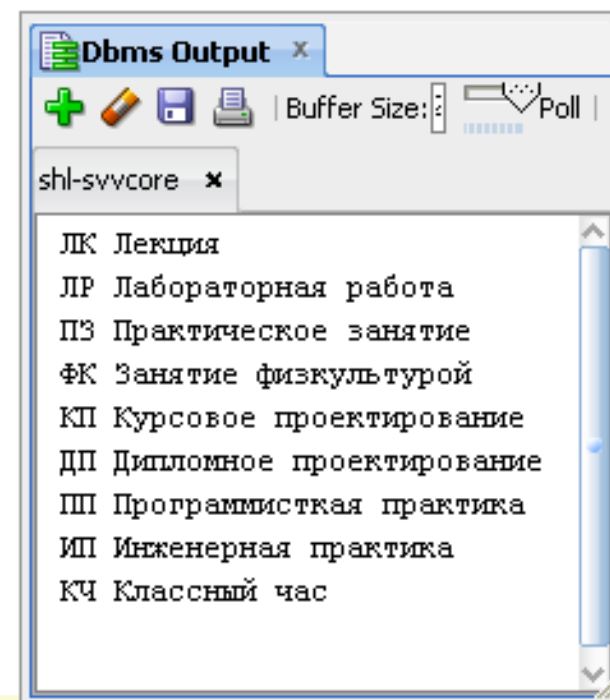 Dbms Output
Buffer Size: Poll
shl-svvcore
ЛК Лекция
ЛР Лабораторная работа
ПЗ Практическое занятие
ФК Занятие физкультурой
КП Курсовое проектирование
ДП Дипломное проектирование
ПП Программисткая практика
ИП Инженерная практика
КЧ Классный час